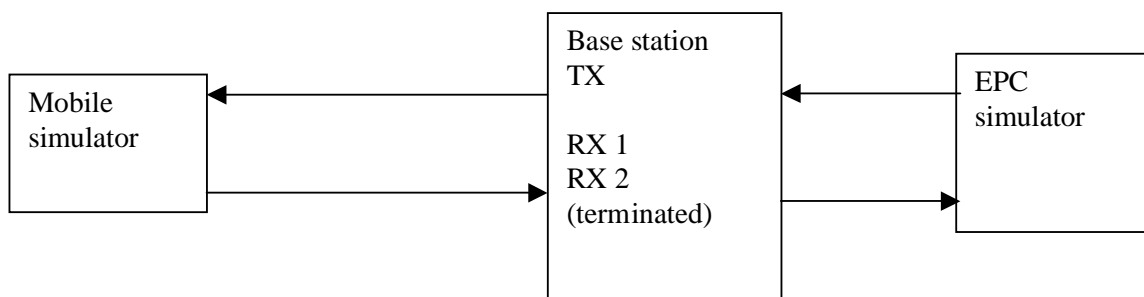 Mobile
simulator
Base station
TX
RX 1
RX 2
(terminated)
EPC
simulator